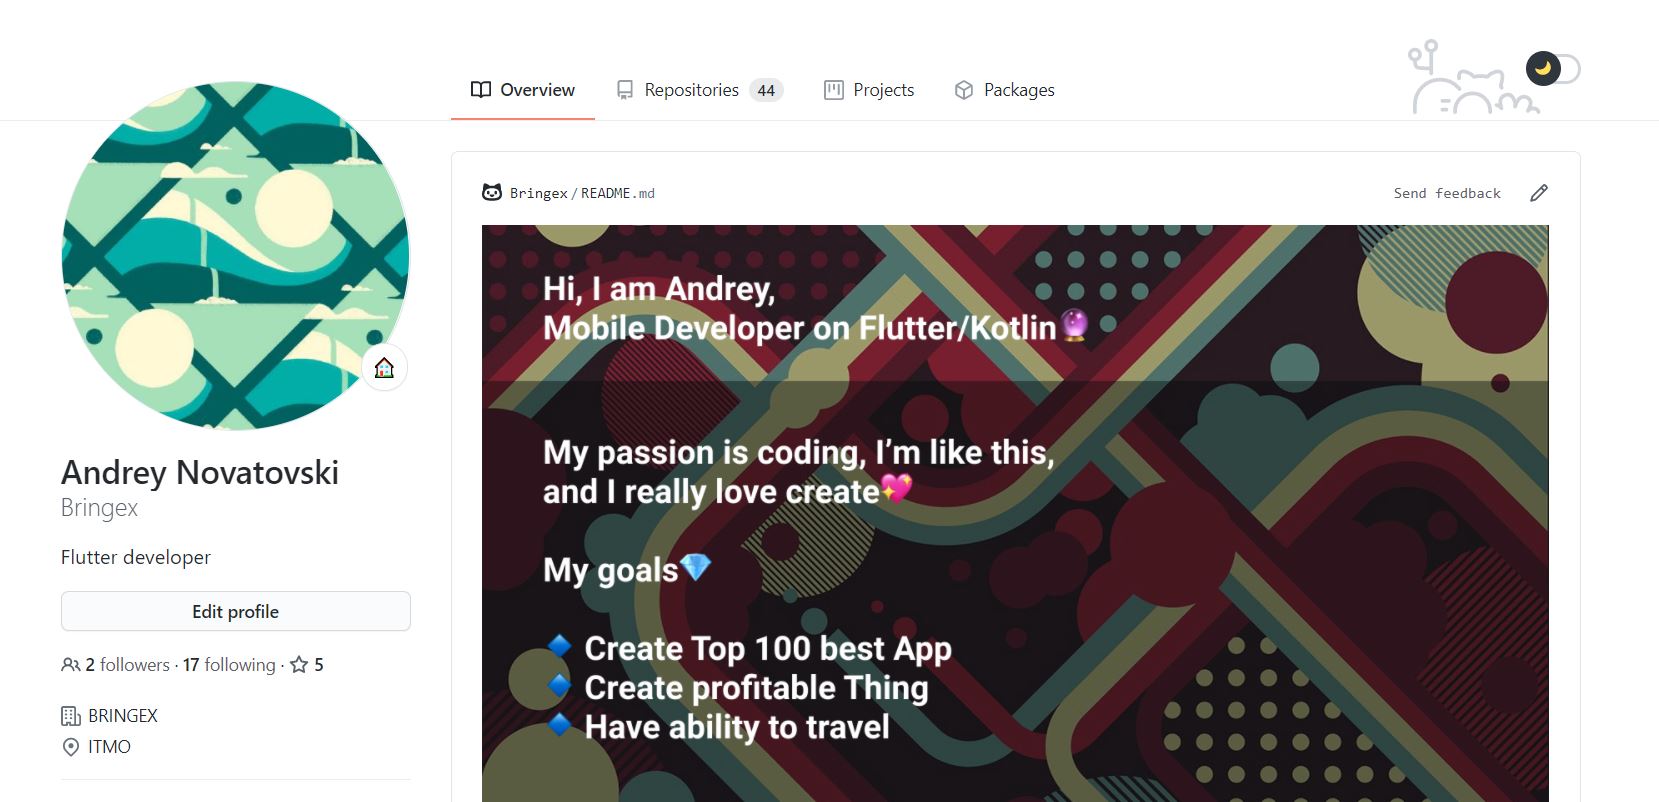 Overview
Repositories 44
Projects
Packages
Andrey Novatovski
Bringex
Flutter developer
Edit profile
2 followers · 17 following · 5
BRINGEX
ITMO
Bringex/README.md
Send feedback
Hi, I am Andrey,
Mobile Developer on Flutter/Kotlin🔮
My passion is coding, I’m like this,
and I really love create💖
My goals💎
🔹 Create Top 100 best App
🔹 Create profitable Thing
🔹 Have ability to travel